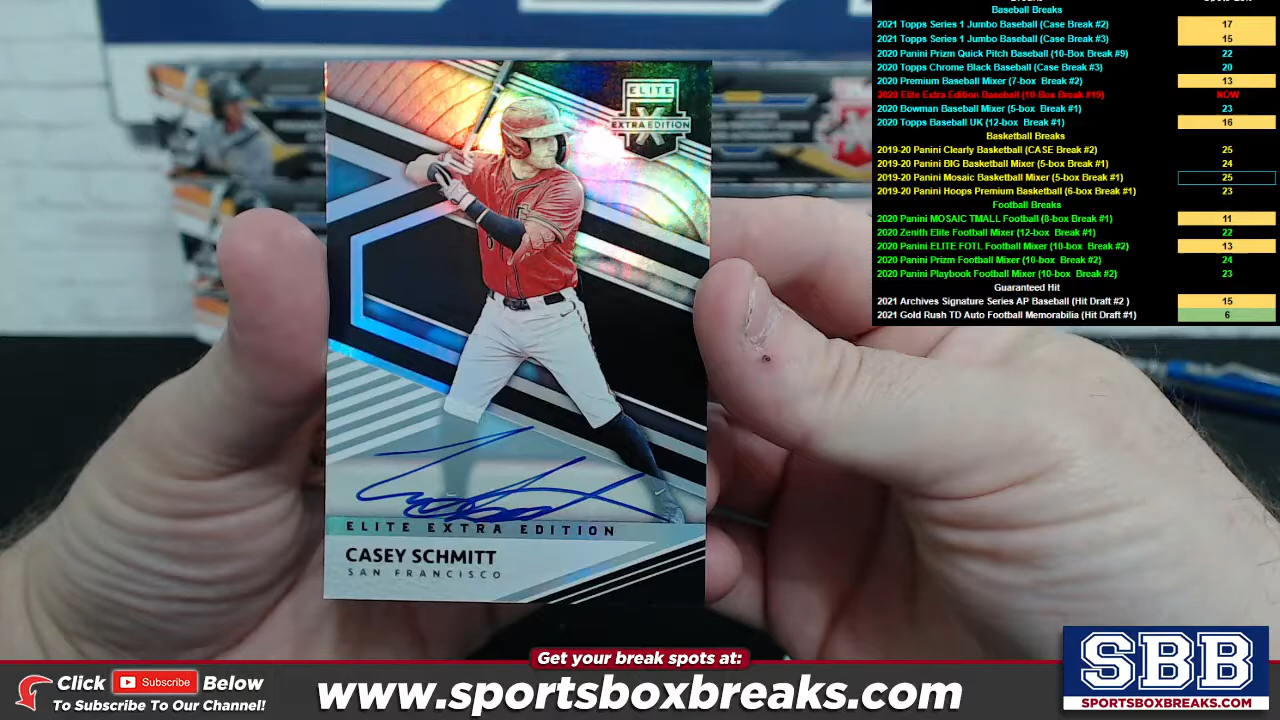 Baseball Breaks
2021 Topps Series 1 Jumbo Baseball (Case Break #2) 17
2021 Topps Series 1 Jumbo Baseball (Case Break #3) 15
2020 Panini Prizm Quick Pitch Baseball (10-Box Break #9) 22
2020 Topps Chrome Black Baseball (Case Break #3) 20
2020 Premium Baseball Mixer (7-box Break #2) 13
2020 Elite Extra Edition Baseball (10-Box Break #19) NOW
2020 Bowman Baseball Mixer (5-box Break #1) 23
2020 Topps Baseball UK (12-box Break #1) 16
Basketball Breaks
2019-20 Panini Clearly Basketball (CASE Break #2) 25
2019-20 Panini BIG Basketball Mixer (5-box Break #1) 24
2019-20 Panini Mosaic Basketball Mixer (5-box Break #1) 25
2019-20 Panini Hoops Premium Basketball (6-box Break #1) 23
Football Breaks
2020 Panini MOSAIC TMALL Football (8-box Break #1) 11
2020 Zenith Elite Football Mixer (12-box Break #1) 22
2020 Panini ELITE FOTL Football Mixer (10-box Break #2) 13
2020 Panini Prizm Football Mixer (10-box Break #2) 24
2020 Panini Playbook Football Mixer (10-box Break #2) 23
Guaranteed Hit
2021 Archives Signature Series AP Baseball (Hit Draft #2 ) 15
2021 Gold Rush TD Auto Football Memorabilia (Hit Draft #1) 6
ELITE
X
EXTRA EDITION
ELITE EXTRA EDITION
CASEY SCHMITT
SAN FRANCISCO
Get your break spots at:
Click Subscribe Below
To Subscribe To Our Channel!
www.sportsboxbreaks.com
SBB
SPORTSBOXBREAKS.COM